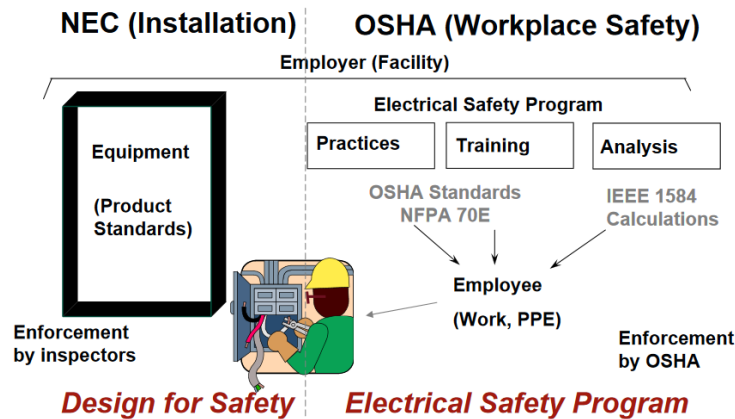 NEC (Installation)
OSHA (Workplace Safety)
Employer (Facility)
Electrical Safety Program
Practices
Training
Analysis
Equipment
(Product
Standards)
OSHA Standards
NFPA 70E
IEEE 1584
Calculations
Employee
(Work, PPE)
Enforcement
by inspectors
Enforcement
by OSHA
Design for Safety
Electrical Safety Program